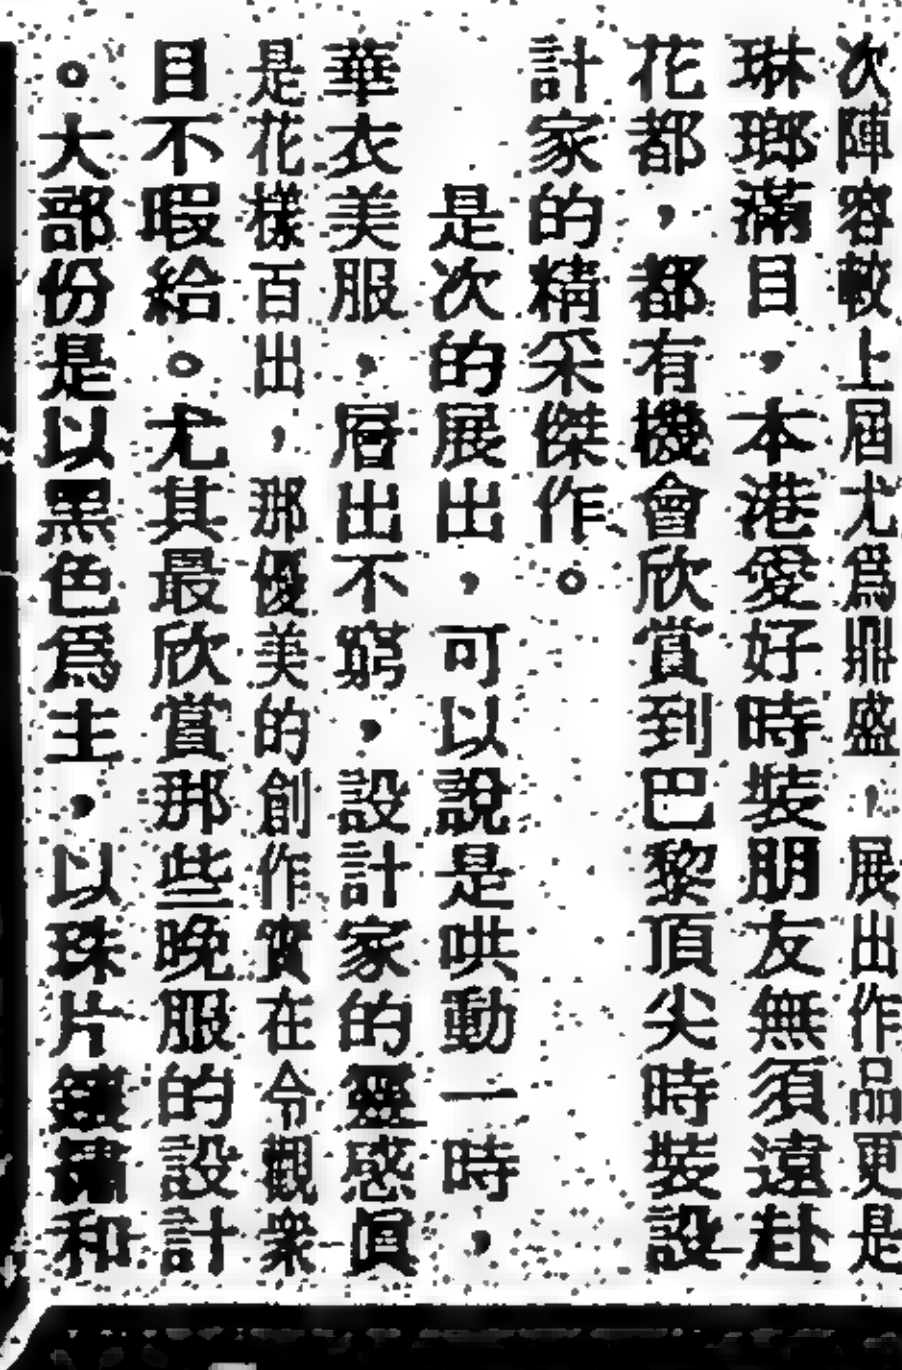 次陣容較上屆尤爲鼎盛，展出作品更是
琳瑯滿目，本港愛好時裝朋友無須遠赴
花都，都有機會欣賞到巴黎頂尖時裝設
計家的精采傑作。
是次的展出，可以說是哄動一時，
華衣美服，層出不窮，設計家的靈感眞
是花樣百出，那優美的創作實在令觀衆
目不暇給。尤其最欣賞那些晚服的設計
。大部份是以黑色爲主，以珠片鑲繡和